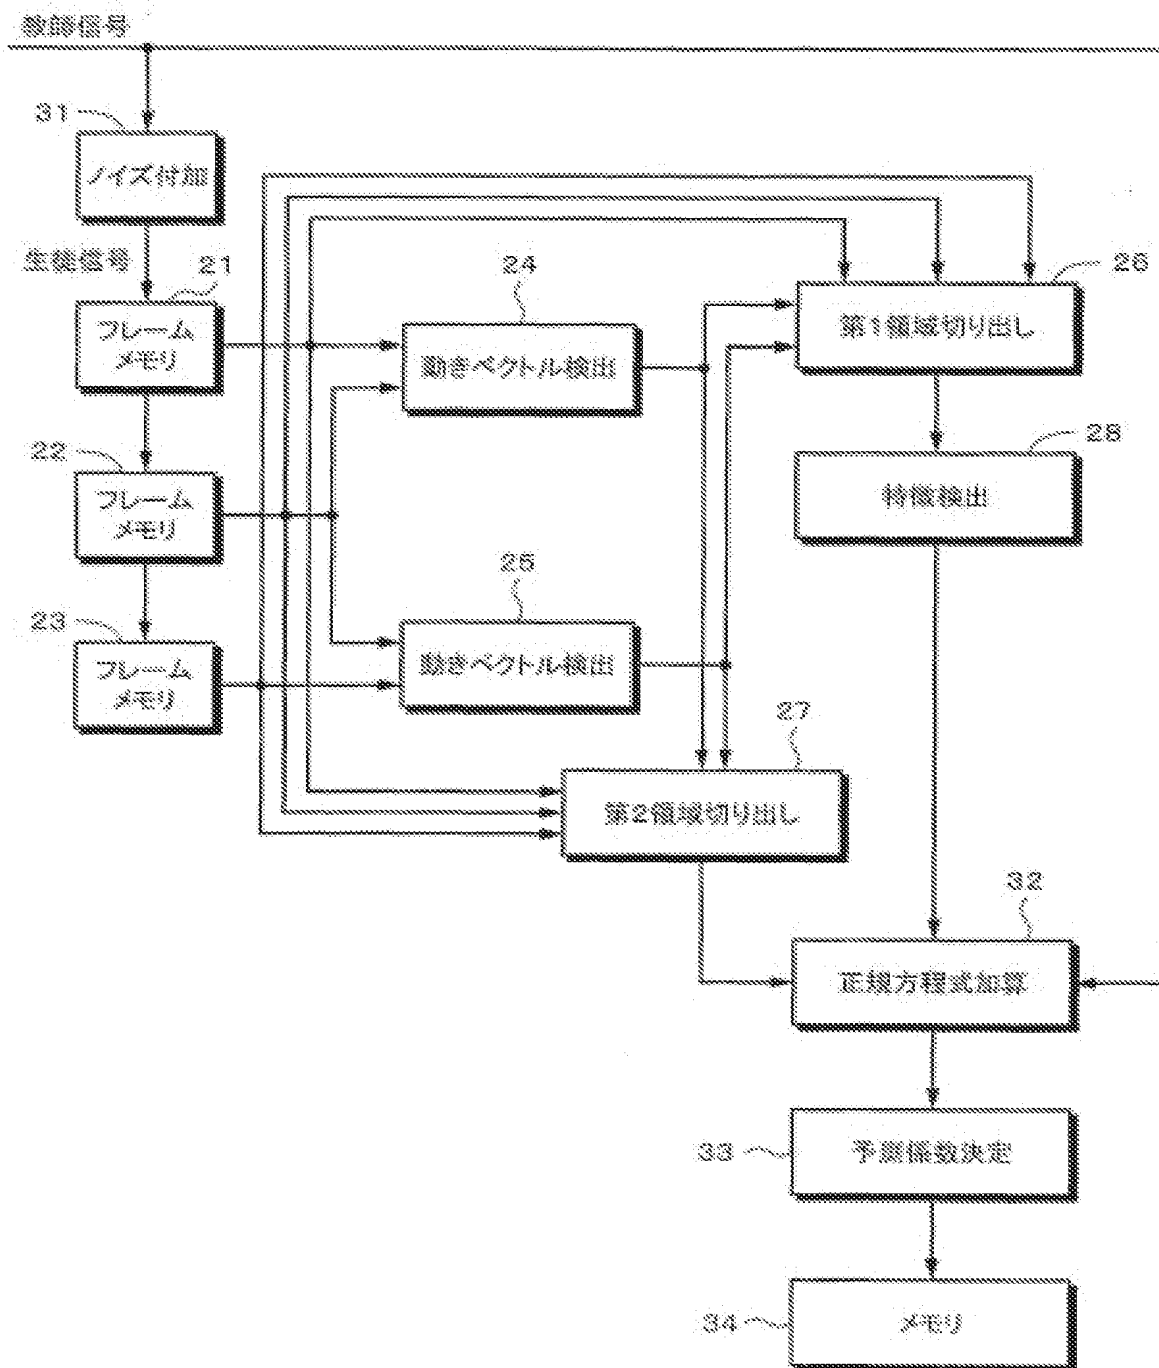 教師信号
31
ノイズ付加
生徒信号
21
フレーム
メモリ
22
フレーム
メモリ
23
フレーム
メモリ
24
動きベクトル検出
25
動きベクトル検出
26
第1領域切り出し
28
特徴検出
27
第2領域切り出し
32
正規方程式加算
33
予測係数決定
34
メモリ